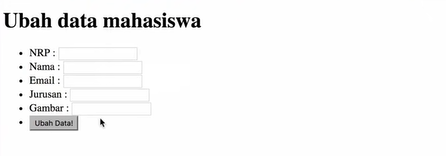 Ubah data mahasiswa
NRP :
Nama :
Email :
Jurusan :
Gambar :
Ubah Data!